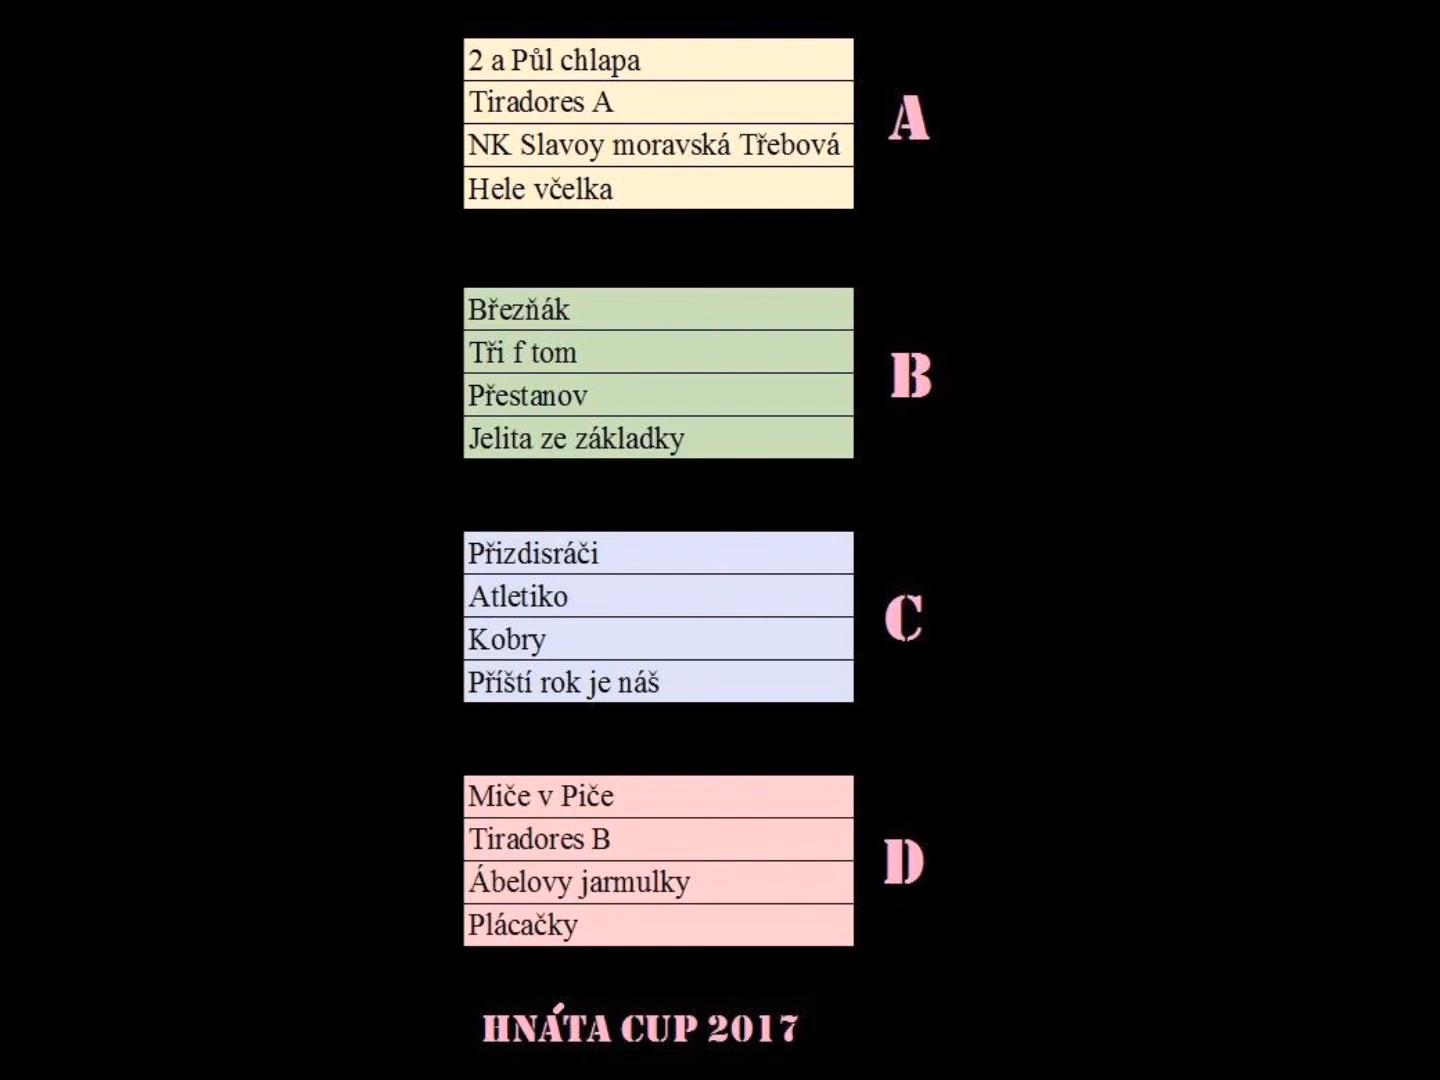 2 a Půl chlapa
Tiradores A
NK Slavoy moravská Třebová
Hele včelka
A
Březňák
Tři f tom
Přestanov
Jelita ze základky
B
Přizdisráči
Atletiko
Kobry
Příští rok je náš
C
Miče v Piče
Tiradores B
Ábelovy jarmulky
Plácačky
D
HNÁTA CUP 2017